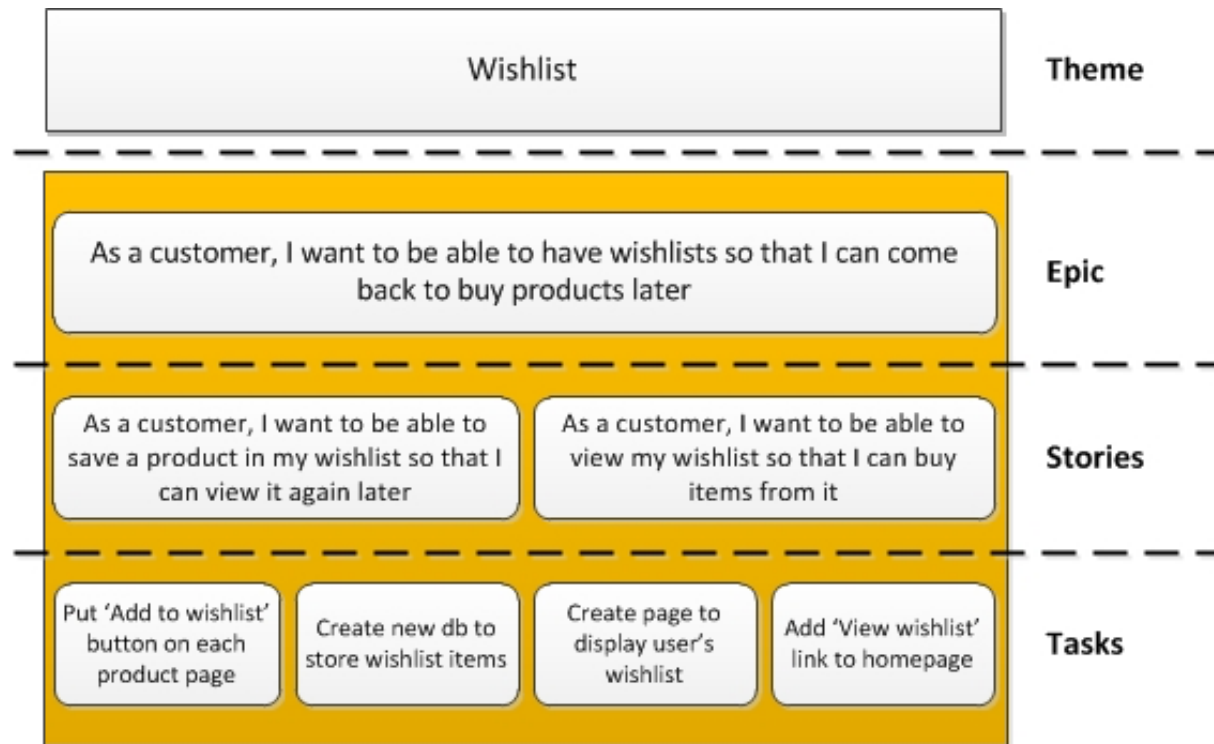 Wishlist
Theme
As a customer, I want to be able to have wishlists so that I can come
back to buy products later
Epic
As a customer, I want to be able to
save a product in my wishlist so that I
can view it again later
As a customer, I want to be able to
view my wishlist so that I can buy
items from it
Stories
Put ‘Add to wishlist’
button on each
product page
Create new db to
store wishlist items
Create page to
display user’s
wishlist
Add ‘View wishlist’
link to homepage
Tasks